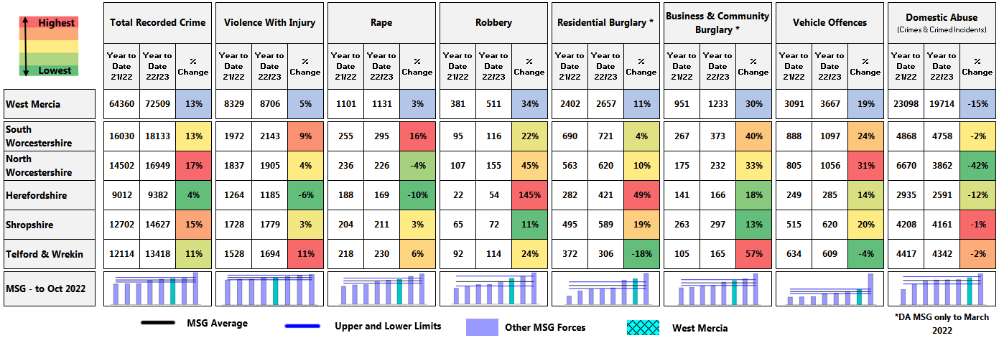 Highest
Lowest
Total Recorded Crime Violence With Injury Rape Robbery Residential Burglary * Business & Community Burglary * Vehicle Offences Domestic Abuse
(Crimes & Crimed Incidents)
Year to Date 21/22 Year to Date 22/23 % Change Year to Date 21/22 Year to Date 22/23 % Change Year to Date 21/22 Year to Date 22/23 % Change Year to Date 21/22 Year to Date 22/23 % Change Year to Date 21/22 Year to Date 22/23 % Change Year to Date 21/22 Year to Date 22/23 % Change Year to Date 21/22 Year to Date 22/23 % Change Year to Date 21/22 Year to Date 22/23 % Change
West Mercia 64360 72509 13% 8329 8706 5% 1101 1131 3% 381 511 34% 2402 2657 11% 951 1233 30% 3091 3667 19% 23098 19714 -15%
South Worcestershire 16030 18133 13% 1972 2143 9% 255 295 16% 95 116 22% 690 721 4% 267 373 40% 888 1097 24% 4868 4758 -2%
North Worcestershire 14502 16949 17% 1837 1905 4% 236 226 -4% 107 155 45% 563 620 10% 175 232 33% 805 1056 31% 6670 3862 -42%
Herefordshire 9012 9382 4% 1264 1185 -6% 188 169 -10% 22 54 145% 282 421 49% 141 166 18% 249 285 14% 2935 2591 -12%
Shropshire 12702 14627 15% 1728 1779 3% 204 211 3% 65 72 11% 495 589 19% 263 297 13% 515 620 20% 4208 4161 -1%
Telford & Wrekin 12114 13418 11% 1528 1694 11% 218 230 6% 92 114 24% 372 306 -18% 105 165 57% 634 609 -4% 4417 4342 -2%
MSG - to Oct 2022
MSG Average Upper and Lower Limits Other MSG Forces West Mercia
*DA MSG only to March
2022